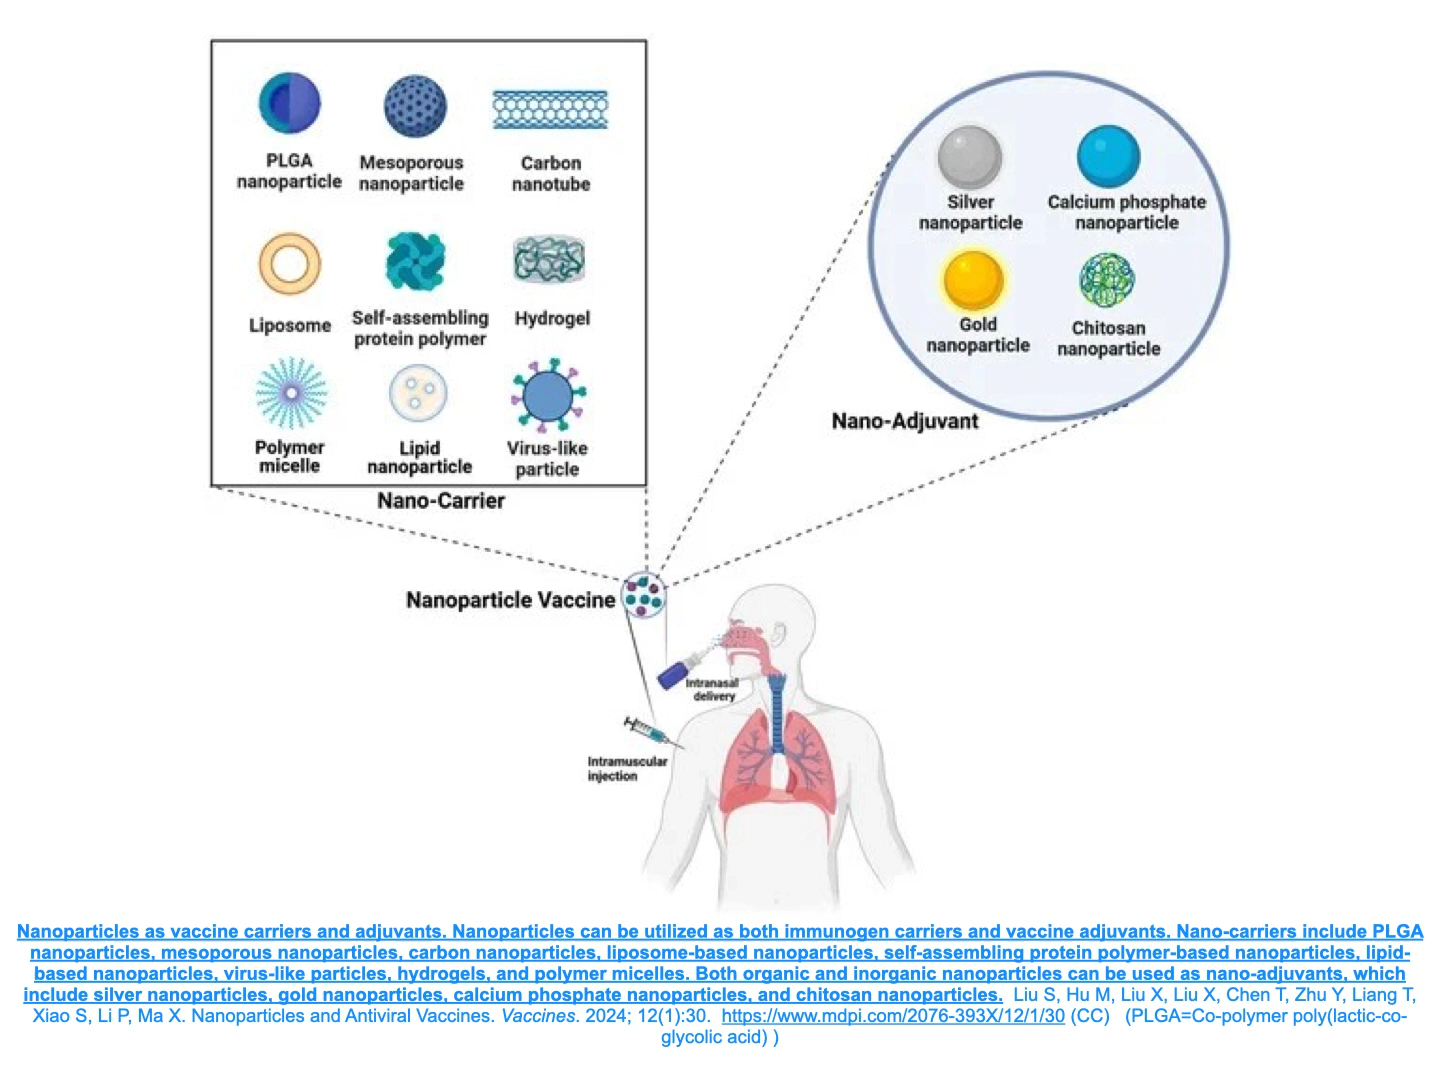 PLGA
nanoparticle
Mesoporous
nanoparticle
Carbon
nanotube
Liposome
Self-assembling
protein polymer
Hydrogel
Polymer
micelle
Lipid
nanoparticle
Virus-like
particle
Nano-Carrier
Silver
nanoparticle
Calcium phosphate
nanoparticle
Gold
nanoparticle
Chitosan
nanoparticle
Nano-Adjuvant
Nanoparticle Vaccine
Intranasal
delivery
Intramuscular
injection
Nanoparticles as vaccine carriers and adjuvants. Nanoparticles can be utilized as both immunogen carriers and vaccine adjuvants. Nano-carriers include PLGA
nanoparticles, mesoporous nanoparticles, carbon nanoparticles, liposome-based nanoparticles, self-assembling protein polymer-based nanoparticles, lipid-
based nanoparticles, virus-like particles, hydrogels, and polymer micelles. Both organic and inorganic nanoparticles can be used as nano-adjuvants, which
include silver nanoparticles, gold nanoparticles, calcium phosphate nanoparticles, and chitosan nanoparticles. Liu S, Hu M, Liu X, Liu X, Chen T, Zhu Y, Liang T,
Xiao S, Li P, Ma X. Nanoparticles and Antiviral Vaccines. Vaccines. 2024; 12(1):30. https://www.mdpi.com/2076-393X/12/1/30 (CC) (PLGA=Co-polymer poly(lactic-co-
glycolic acid) )